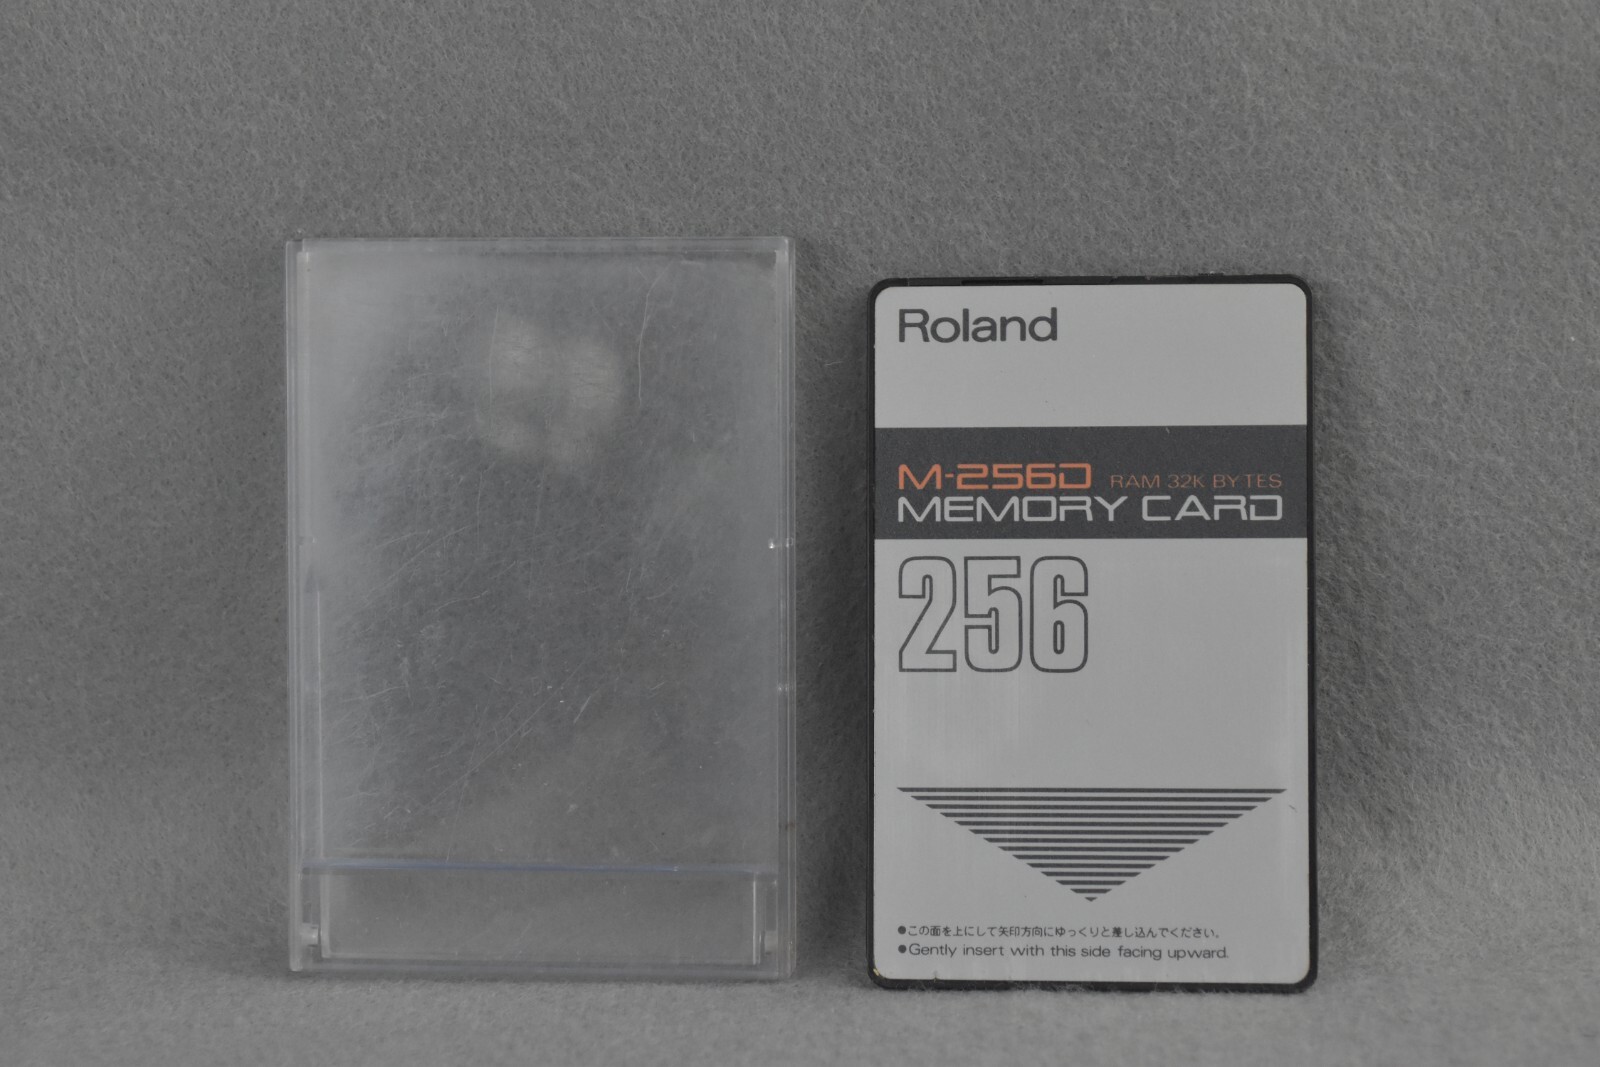 Roland
M-256D RAM 32K BYTES
MEMORY CARD
256
●この面を上にして矢印方向にゆっくりと差し込んでください。
●Gently insert with this side facing upward.